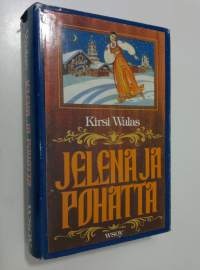 Kirsi Walas
JELENA JA
POHATTA
WSOY